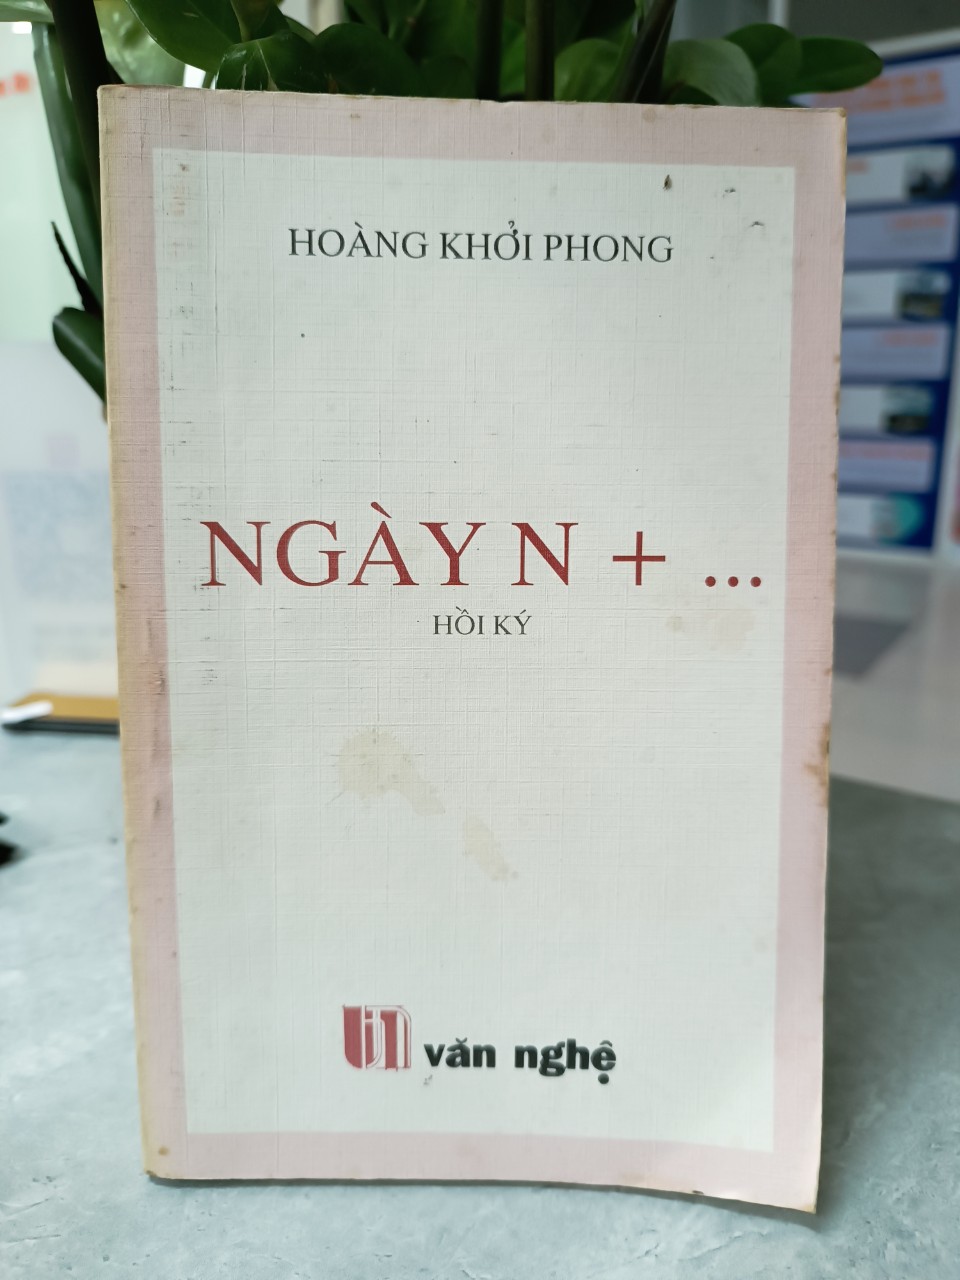 HOÀNG KHỞI PHONG
NGÀY N + ...
HỒI KÝ
văn nghệ